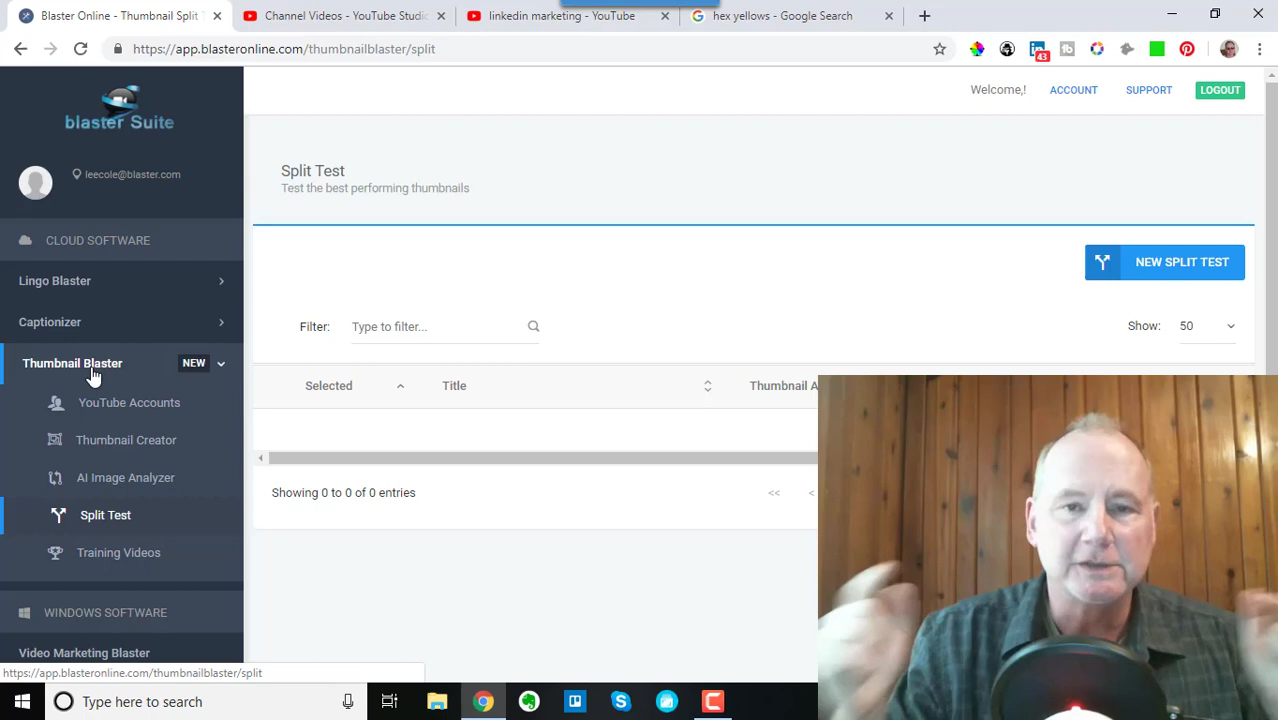 Blaster Online - Thumbnail Split T
Channel Videos - YouTube Studio
linkedin marketing - YouTube
hex yellows - Google Search
https://app.blasteronline.com/thumbnailblaster/split
43
blaster Suite
leecole@blaster.com
CLOUD SOFTWARE
Lingo Blaster
Captionizer
Thumbnail Blaster NEW
YouTube Accounts
Thumbnail Creator
AI Image Analyzer
Split Test
Training Videos
WINDOWS SOFTWARE
Video Marketing Blaster
https://app.blasteronline.com/thumbnailblaster/split
Welcome,! ACCOUNT SUPPORT LOGOUT
Split Test
Test the best performing thumbnails
NEW SPLIT TEST
Filter: Type to filter... Show: 50
Selected Title Thumbnail A
Showing 0 to 0 of 0 entries << <
Type here to search